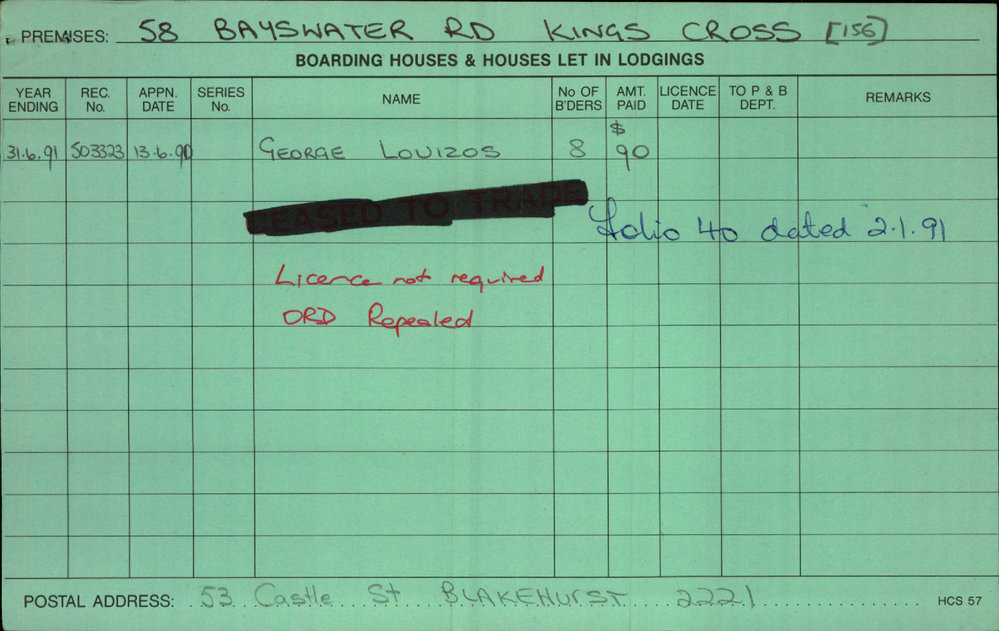 PREMISES: 58 BAYSWATER RD KINGS CROSS [156]
BOARDING HOUSES & HOUSES LET IN LODGINGS
YEAR ENDING REC. No. APPN. DATE SERIES No. NAME No OF B'DERS AMT. PAID LICENCE DATE TO P & B DEPT. REMARKS
31.6.91 503323 13.6.90 GEORGE LOUIZOS 8 $ 90
CEASED TO TRADE
Folio 40 dated 2.1.91
Licence not required
ORD Repealed
POSTAL ADDRESS: 53 Castle St BLAKEHURST 2221 HCS 57